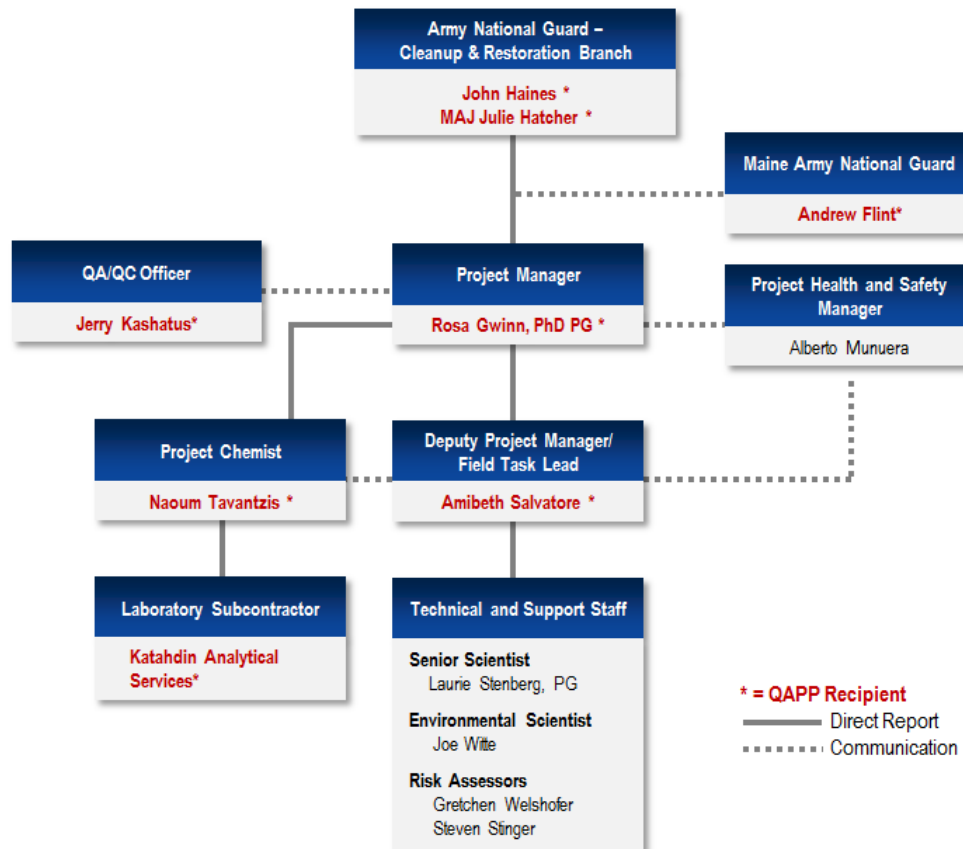 Army National Guard –
Cleanup & Restoration Branch
John Haines *
MAJ Julie Hatcher *
Maine Army National Guard
Andrew Flint*
QA/QC Officer
Jerry Kashatus*
Project Manager
Rosa Gwinn, PhD PG *
Project Health and Safety
Manager
Alberto Munuera
Project Chemist
Naoum Tavantzis *
Deputy Project Manager/
Field Task Lead
Amibeth Salvatore *
Laboratory Subcontractor
Katahdin Analytical
Services*
Technical and Support Staff
Senior Scientist
Laurie Stenberg, PG
Environmental Scientist
Joe Witte
Risk Assessors
Gretchen Welshofer
Steven Stinger
* = QAPP Recipient
Direct Report
Communication